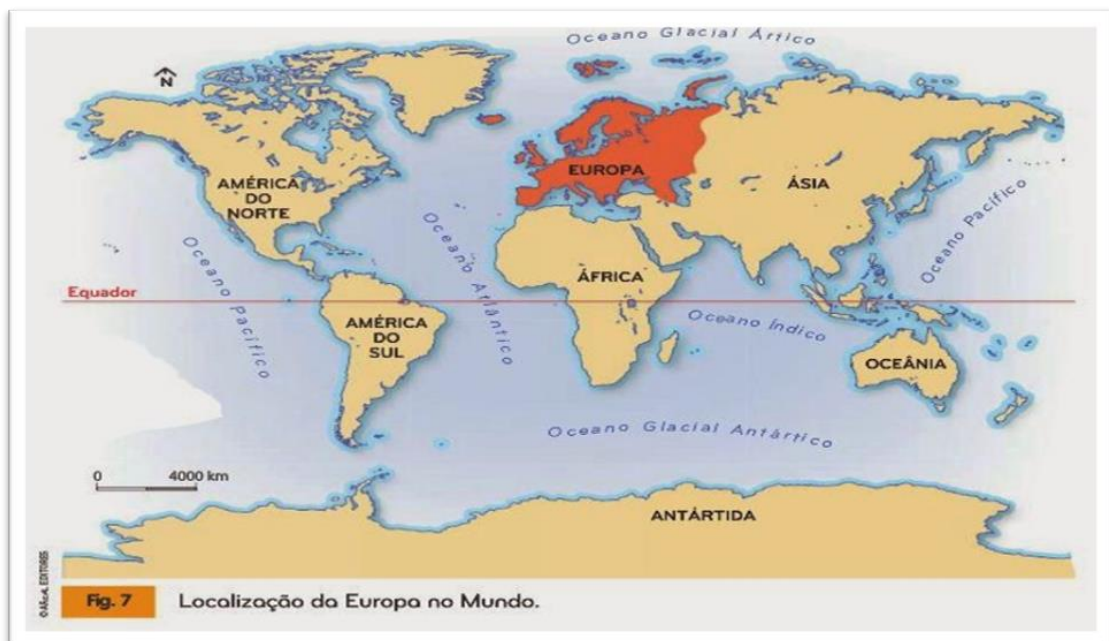 Oceano Glacial Ártico
N
EUROPA
ÁSIA
AMÉRICA
DO
NORTE
Oceano Pacífico
Oceano Atlântico
ÁFRICA
Oceano Pacífico
Equador
AMÉRICA
DO
SUL
Oceano Índico
OCEÂNIA
Oceano Glacial Antártico
0 4000 km
ANTÁRTIDA
Fig. 7 Localização da Europa no Mundo.